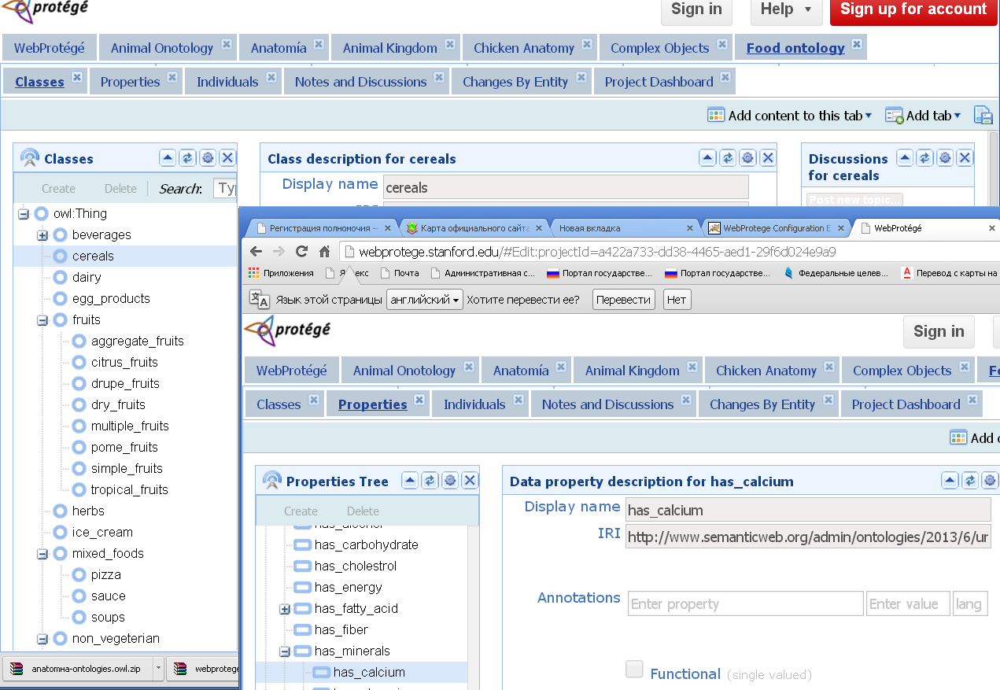 protégé
Sign in
Help
Sign up for account
WebProtégé
Animal Onotology
Anatomía
Animal Kingdom
Chicken Anatomy
Complex Objects
Food ontology
Classes
Properties
Individuals
Notes and Discussions
Changes By Entity
Project Dashboard
Add content to this tab
Add tab
Classes
Create
Delete
Search:
owl:Thing
beverages
cereals
dairy
egg_products
fruits
aggregate_fruits
citrus_fruits
drupe_fruits
dry_fruits
multiple_fruits
pome_fruits
simple_fruits
tropical_fruits
herbs
ice_cream
mixed_foods
pizza
sauce
soups
non_vegeterian
Class description for cereals
Display name
cereals
Discussions
for cereals
Post new topic...
Регистрация полномочия —
Карта официального сайта
Новая вкладка
WebProtege Configuration E
WebProtégé
webprotege.stanford.edu/#Edit:projectId=a422a733-dd38-4465-aed1-29f6d024e9a9
Приложения
Почта
Административная с...
Портал государстве...
Портал государстве...
Федеральные целев...
Перевод с карты на
Язык этой страницы
английский
Хотите перевести ее?
Перевести
Нет
protégé
Sign in
WebProtégé
Animal Onotology
Anatomía
Animal Kingdom
Chicken Anatomy
Complex Objects
Classes
Properties
Individuals
Notes and Discussions
Changes By Entity
Project Dashboard
Add
Properties Tree
Create
Delete
has_carbohydrate
has_cholestrol
has_energy
has_fatty_acid
has_fiber
has_minerals
has_calcium
Data property description for has_calcium
Display name
has_calcium
IRI
http://www.semanticweb.org/admin/ontologies/2013/6/ur
Annotations
Enter property
Enter value
lang
Functional (single valued)
anatomна-ontologies.owl.zip
webprotege